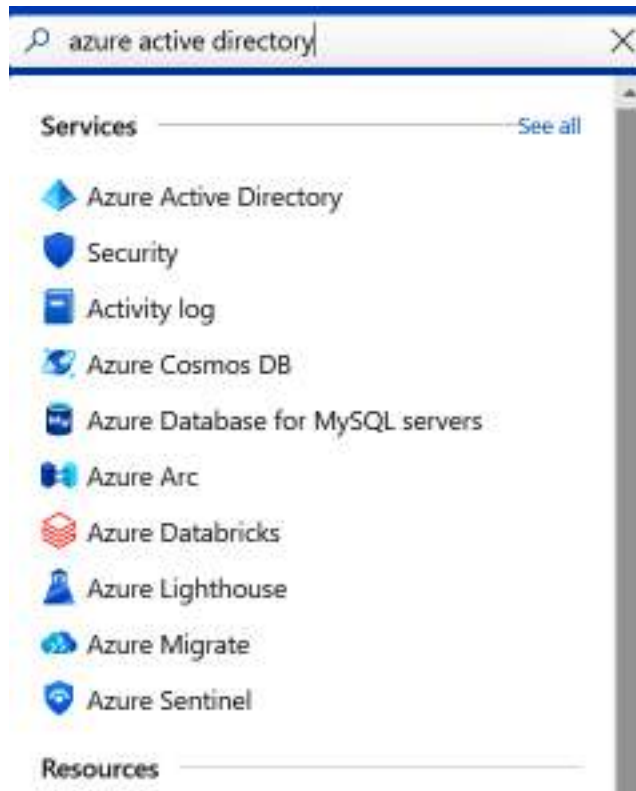 azure active directory
Services See all
Azure Active Directory
Security
Activity log
Azure Cosmos DB
Azure Database for MySQL servers
Azure Arc
Azure Databricks
Azure Lighthouse
Azure Migrate
Azure Sentinel
Resources